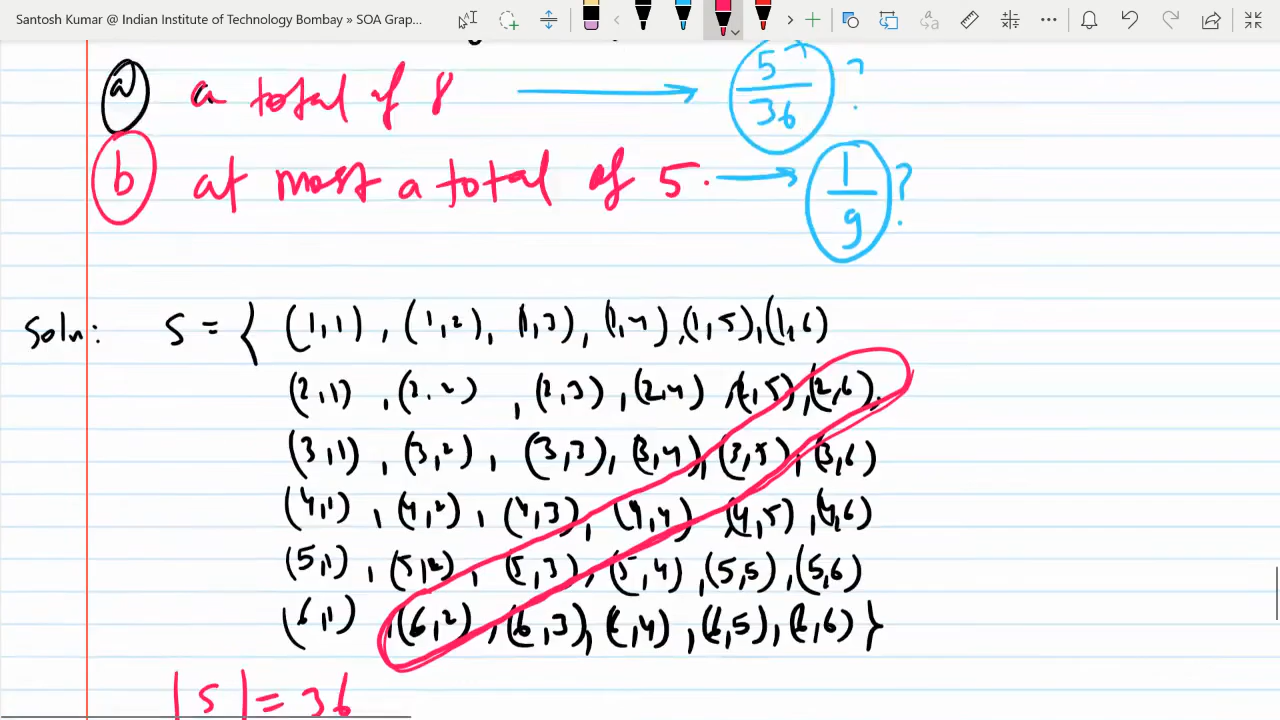 Santosh Kumar @ Indian Institute of Technology Bombay » SOA Grap...
a a total of 8 → 5/36 ?
b at most a total of 5. → 1/9 ?
Soln: S = { (1,1), (1,2), (1,3), (1,4), (1,5), (1,6)
(2,1), (2,2), (2,3), (2,4), (2,5), (2,6),
(3,1), (3,2), (3,3), (3,4), (3,5), (3,6)
(4,1), (4,2), (4,3), (4,4) (4,5), (4,6)
(5,1), (5,2), (5,3), (5,4), (5,5), (5,6)
(6,1) ,(6,2), (6,3), (6,4), (6,5), (6,6) }
|S| = 36